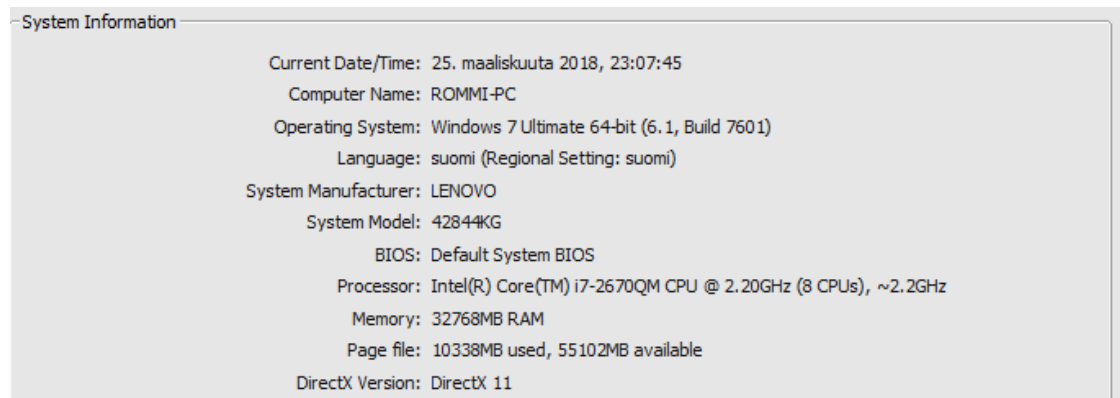 System Information
Current Date/Time: 25. maaliskuuta 2018, 23:07:45
Computer Name: ROMMI-PC
Operating System: Windows 7 Ultimate 64-bit (6.1, Build 7601)
Language: suomi (Regional Setting: suomi)
System Manufacturer: LENOVO
System Model: 42844KG
BIOS: Default System BIOS
Processor: Intel(R) Core(TM) i7-2670QM CPU @ 2.20GHz (8 CPUs), ~2.2GHz
Memory: 32768MB RAM
Page file: 10338MB used, 55102MB available
DirectX Version: DirectX 11